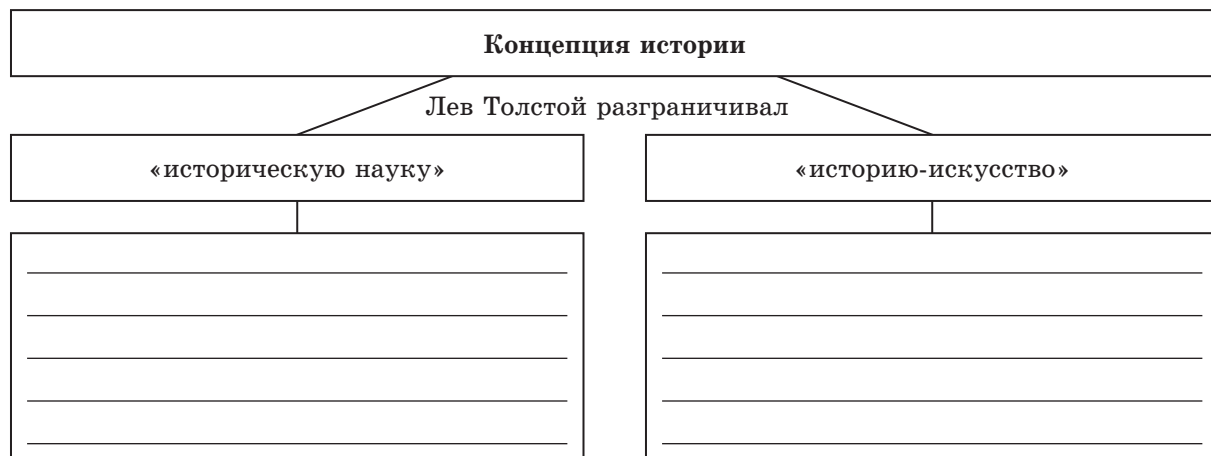 Концепция истории
Лев Толстой разграничивал
«историческую науку»
«историю-искусство»